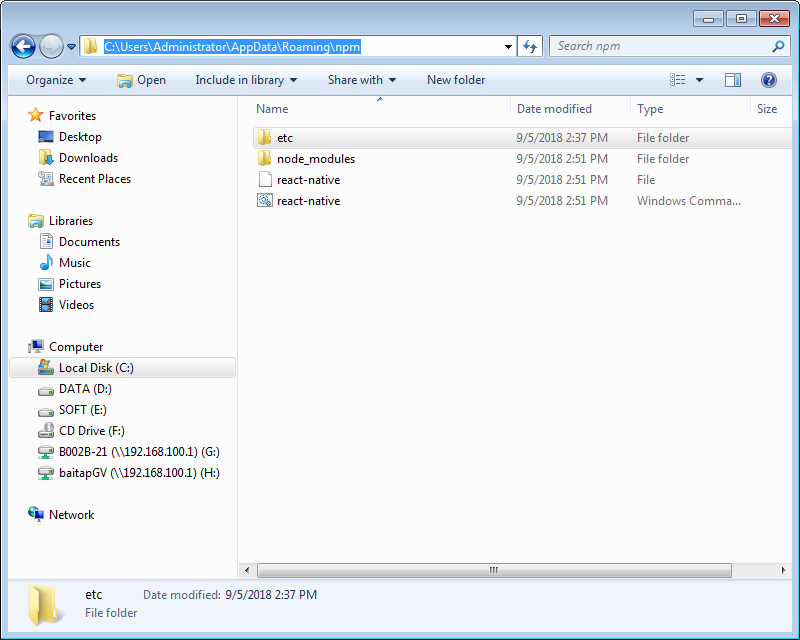 C:\Users\Administrator\AppData\Roaming\npm
Search npm
Organize Open Include in library Share with New folder
Favorites
Desktop
Downloads
Recent Places
Libraries
Documents
Music
Pictures
Videos
Computer
Local Disk (C:)
DATA (D:)
SOFT (E:)
CD Drive (F:)
B002B-21 (\\192.168.100.1) (G:)
baitapGV (\\192.168.100.1) (H:)
Network
Name Date modified Type Size
etc 9/5/2018 2:37 PM File folder
node_modules 9/5/2018 2:51 PM File folder
react-native 9/5/2018 2:51 PM File
react-native 9/5/2018 2:51 PM Windows Comma...
etc Date modified: 9/5/2018 2:37 PM
File folder